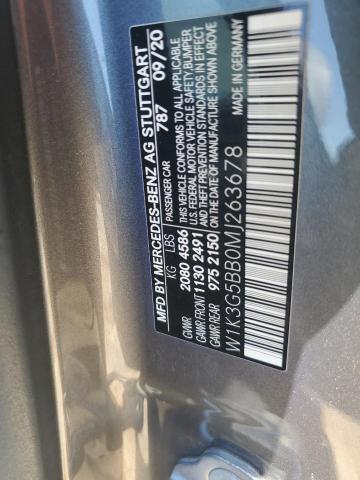 MFD BY MERCEDES-BENZ AG STUTTGART
787 09/20
KG LBS PASSENGER CAR
GVWR 2080 4586 THIS VEHICLE CONFORMS TO ALL APPLICABLE
GAWR FRONT 1130 2491 U.S. FEDERAL MOTOR VEHICLE SAFETY, BUMPER
AND THEFT PREVENTION STANDARDS IN EFFECT
GAWR REAR 975 2150 ON THE DATE OF MANUFACTURE SHOWN ABOVE
W1K3G5BB0MJ263678
MADE IN GERMANY